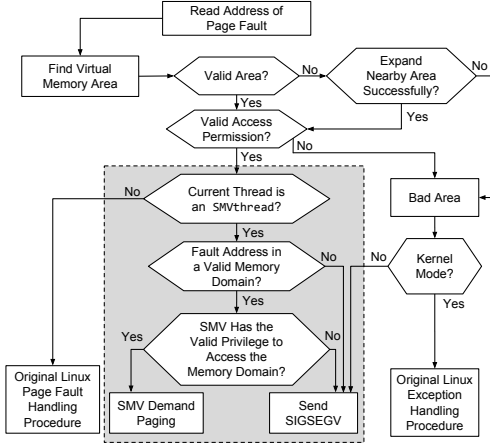 Read Address of
Page Fault
Find Virtual
Memory Area
Valid Area?
No
Expand
Nearby Area
Successfully?
No
Yes
Yes
Valid Access
Permission?
No
Yes
No
Current Thread is
an SMVthread?
Bad Area
Yes
Fault Address in
a Valid Memory
Domain?
No
No
Kernel
Mode?
Yes
Yes
Yes
SMV Has the
Valid Privilege to
Access the
Memory Domain?
No
Original Linux
Page Fault
Handling
Procedure
SMV Demand
Paging
Send
SIGSEGV
Original Linux
Exception
Handling
Procedure